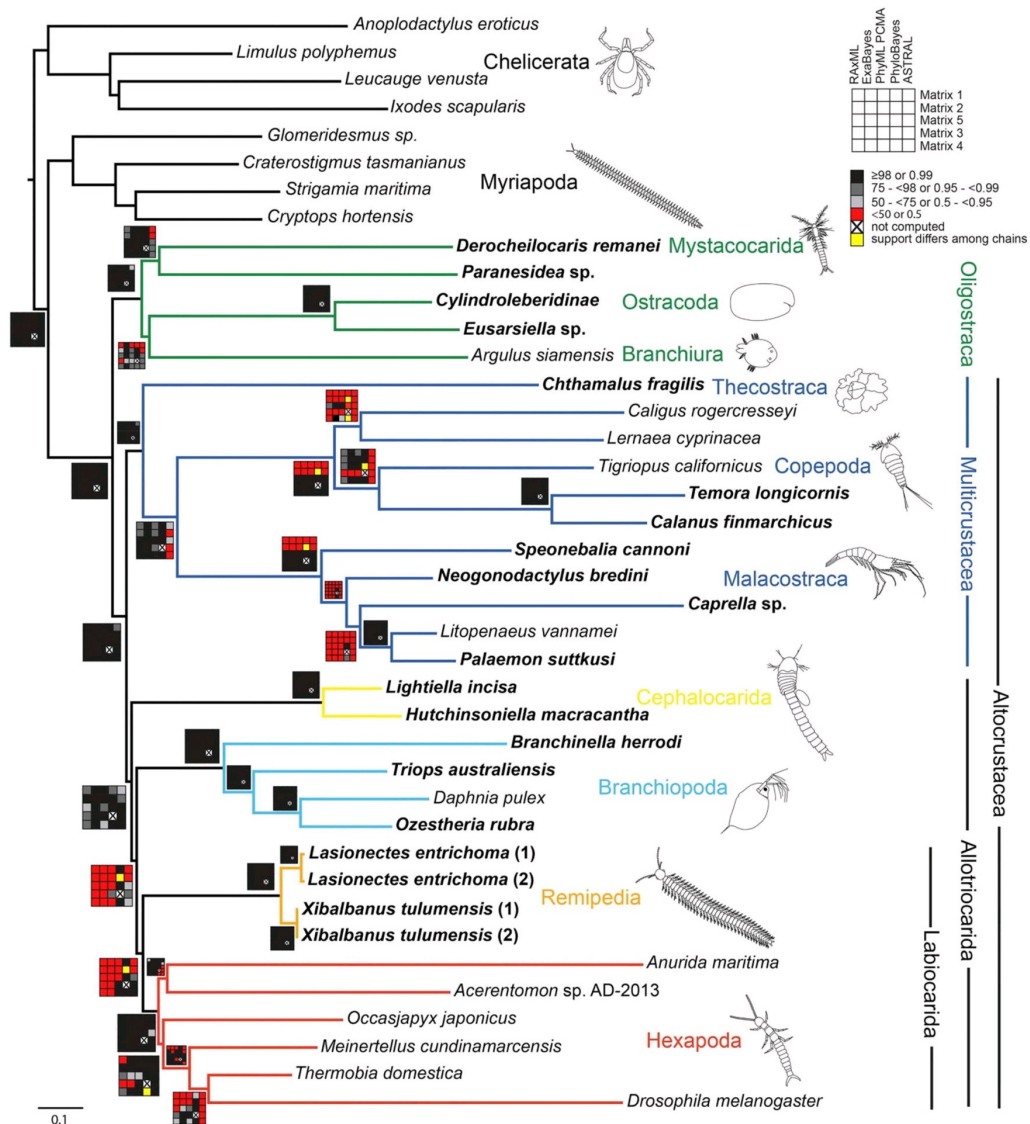 Anoplodactylus eroticus
Limulus polyphemus
Chelicerata
Leucauge venusta
Ixodes scapularis
RAxML
ExaBayes
PhyML PCMA
PhyloBayes
ASTRAL
Matrix 1
Matrix 2
Matrix 5
Matrix 3
Matrix 4
≥98 or 0.99
75 - <98 or 0.95 - <0.99
50 - <75 or 0.5 - <0.95
<50 or 0.5
not computed
support differs among chains
Glomeridesmus sp.
Craterostigmus tasmanianus
Myriapoda
Strigamia maritima
Cryptops hortensis
Derocheilocaris remanei
Mystacocarida
Paranesidea sp.
Cylindroleberidinae
Ostracoda
Eusarsiella sp.
Argulus siamensis
Branchiura
Oligostraca
Chthamalus fragilis
Thecostraca
Caligus rogercresseyi
Lernaea cyprinacea
Tigriopus californicus
Copepoda
Temora longicornis
Calanus finmarchicus
Speonebalia cannoni
Neogonodactylus bredini
Malacostraca
Caprella sp.
Litopenaeus vannamei
Palaemon suttkusi
Multicrustacea
Lightiella incisa
Cephalocarida
Hutchinsoniella macracantha
Branchinella herrodi
Triops australiensis
Branchiopoda
Daphnia pulex
Ozestheria rubra
Altocrustacea
Lasionectes entrichoma (1)
Lasionectes entrichoma (2)
Remipedia
Xibalbanus tulumensis (1)
Xibalbanus tulumensis (2)
Allotriocarida
Labiocarida
Anurida maritima
Acerentomon sp. AD-2013
Occasjapyx japonicus
Hexapoda
Meinertellus cundinamarcensis
Thermobia domestica
Drosophila melanogaster
0.1